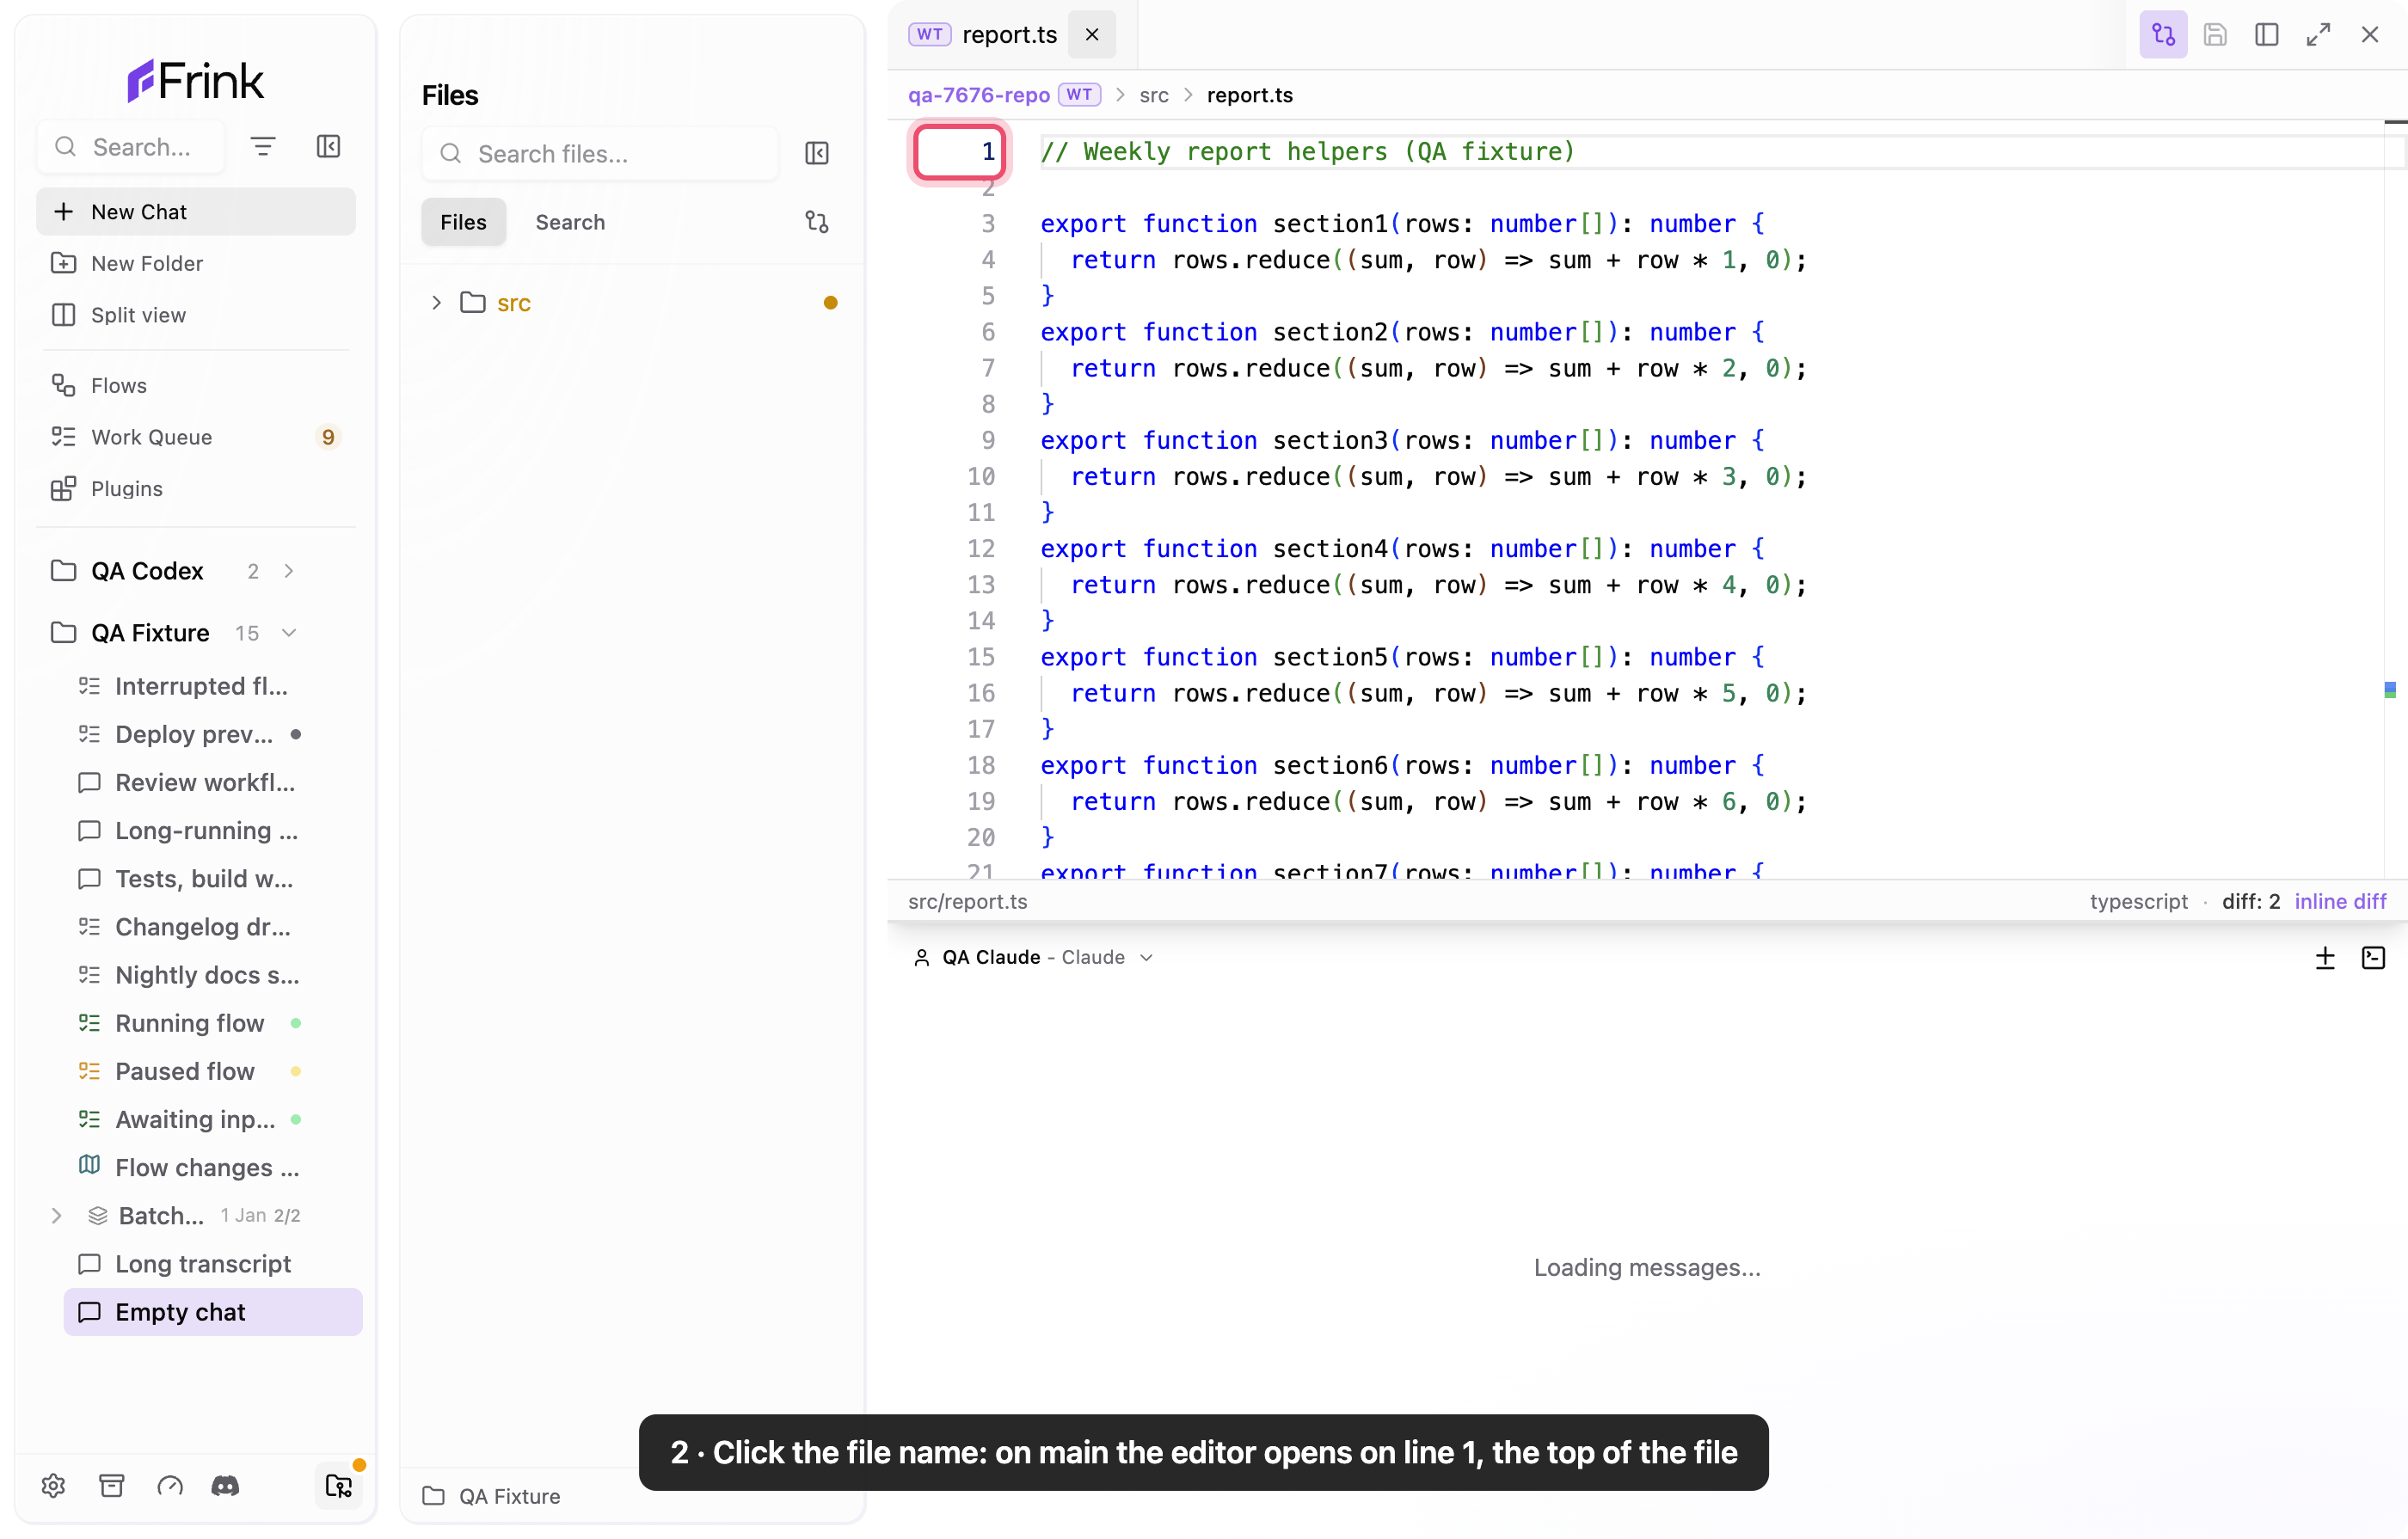 Frink
Search...
New Chat
New Folder
Split view
Flows
Work Queue 9
Plugins
QA Codex 2
QA Fixture 15
Interrupted fl...
Deploy prev...
Review workfl...
Long-running ...
Tests, build w...
Changelog dr...
Nightly docs s...
Running flow
Paused flow
Awaiting inp...
Flow changes ...
Batch... 1 Jan 2/2
Long transcript
Empty chat
Files
Search files...
Files Search
src
QA Fixture
WT report.ts
qa-7676-repo WT > src > report.ts
1 // Weekly report helpers (QA fixture)
2
3 export function section1(rows: number[]): number {
4 return rows.reduce((sum, row) => sum + row * 1, 0);
5 }
6 export function section2(rows: number[]): number {
7 return rows.reduce((sum, row) => sum + row * 2, 0);
8 }
9 export function section3(rows: number[]): number {
10 return rows.reduce((sum, row) => sum + row * 3, 0);
11 }
12 export function section4(rows: number[]): number {
13 return rows.reduce((sum, row) => sum + row * 4, 0);
14 }
15 export function section5(rows: number[]): number {
16 return rows.reduce((sum, row) => sum + row * 5, 0);
17 }
18 export function section6(rows: number[]): number {
19 return rows.reduce((sum, row) => sum + row * 6, 0);
20 }
21 export function section7(rows: number[]): number {
src/report.ts typescript · diff: 2 inline diff
QA Claude - Claude
Loading messages...
2 · Click the file name: on main the editor opens on line 1, the top of the file